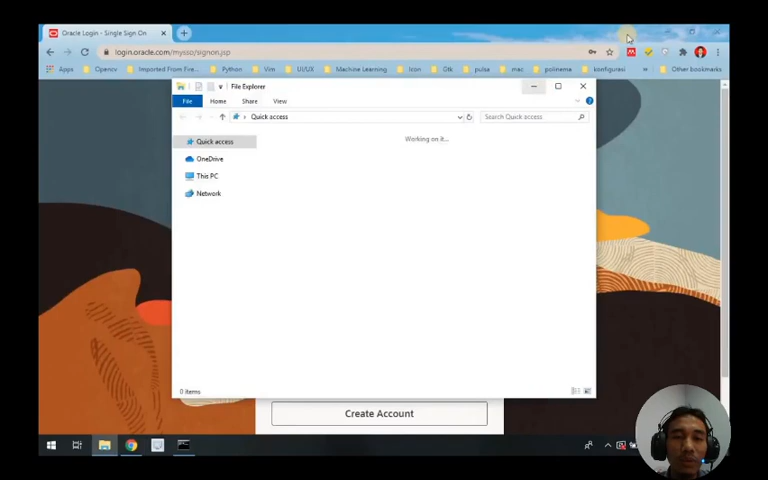 Oracle Login - Single Sign On
login.oracle.com/mysso/signon.jsp
Apps Opencv Imported From Fire... Python Vim UI/UX Machine Learning Icon Otk pulsa mac polinema konfigurasi » Other bookmarks
File Explorer
File Home Share View
Quick access
Search Quick access
Quick access
Working on it...
OneDrive
This PC
Network
0 items
Create Account